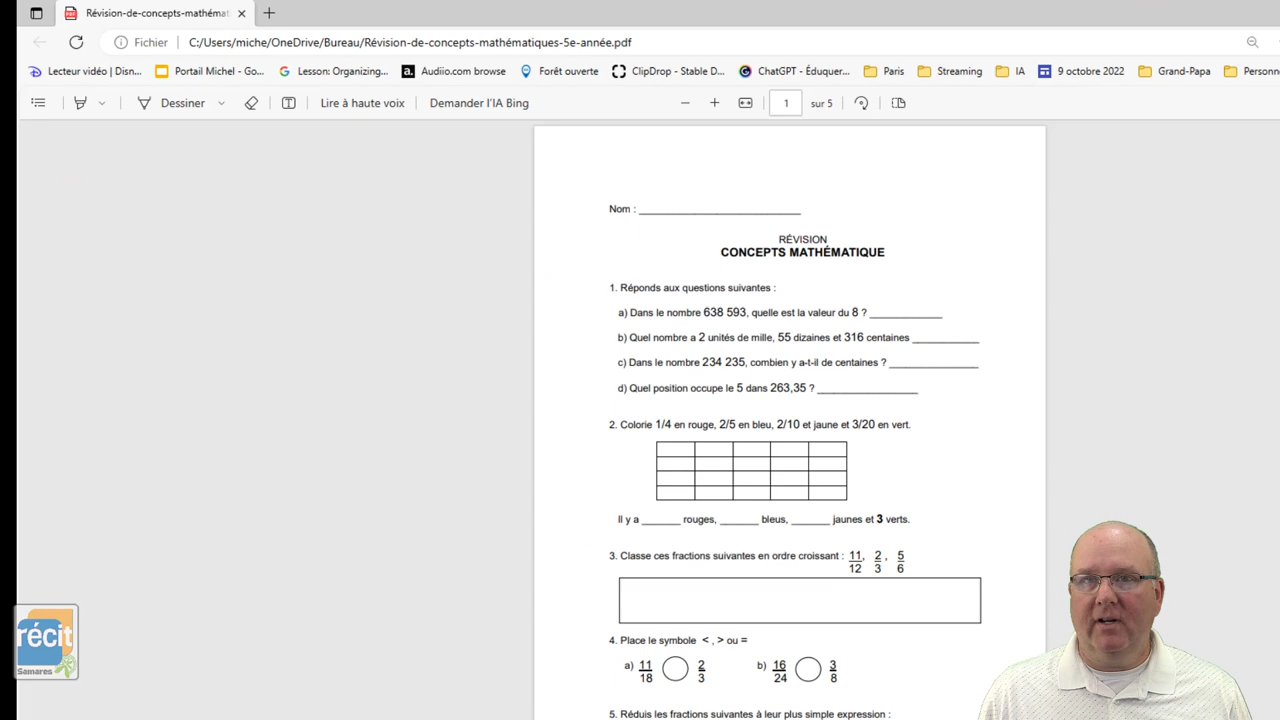 Révision-de-concepts-mathémat
Fichier C:/Users/miche/OneDrive/Bureau/Révision-de-concepts-mathématiques-5e-année.pdf
Lecteur vidéo | Disn... Portail Michel - Go... Lesson: Organizing,... Audiio.com browse Forêt ouverte ClipDrop - Stable D... ChatGPT - Éduquer... Paris Streaming IA 9 octobre 2022 Grand-Papa Personn
Dessiner Lire à haute voix Demander l'IA Bing 1 sur 5
Nom : ___________________________
RÉVISION
CONCEPTS MATHÉMATIQUE
1. Réponds aux questions suivantes :
a) Dans le nombre 638 593, quelle est la valeur du 8 ? ____________
b) Quel nombre a 2 unités de mille, 55 dizaines et 316 centaines ___________
c) Dans le nombre 234 235, combien y a-t-il de centaines ? _______________
d) Quel position occupe le 5 dans 263,35 ? _________________
2. Colorie 1/4 en rouge, 2/5 en bleu, 2/10 et jaune et 3/20 en vert.
Il y a _______ rouges, _______ bleus, _______ jaunes et 3 verts.
3. Classe ces fractions suivantes en ordre croissant : 11/12, 2/3, 5/6
4. Place le symbole < , > ou =
a) 11/18 2/3 b) 16/24 3/8
5. Réduis les fractions suivantes à leur plus simple expression :
récit
Samares